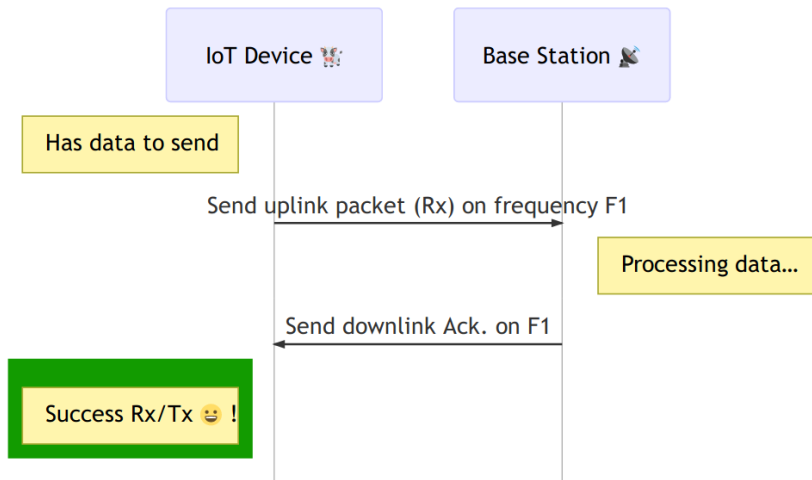 IoT Device 🐮
Base Station 📡
Has data to send
Send uplink packet (Rx) on frequency F1
Processing data...
Send downlink Ack. on F1
Success Rx/Tx 😀 !